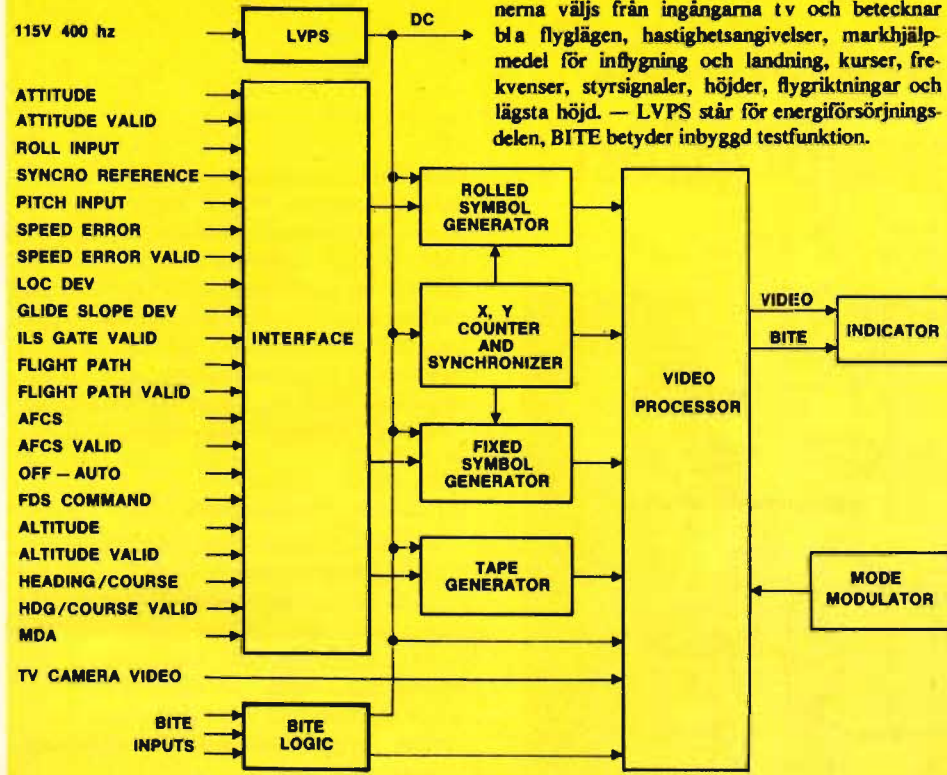 nerna väljs från ingångarna tv och betecknar
bla flyglägen, hastighetsangivelser, markhjälp-
medel för inflygning och landning, kurser, fre-
kvenser, styrsignaler, höjder, flygriktningar och
lägsta höjd. — LVPS står för energiförsörjnings-
delen, BITE betyder inbyggd testfunktion.
115V 400 hz
LVPS
DC
ATTITUDE
ATTITUDE VALID
ROLL INPUT
SYNCRO REFERENCE
PITCH INPUT
SPEED ERROR
SPEED ERROR VALID
LOC DEV
GLIDE SLOPE DEV
ILS GATE VALID
FLIGHT PATH
FLIGHT PATH VALID
AFCS
AFCS VALID
OFF – AUTO
FDS COMMAND
ALTITUDE
ALTITUDE VALID
HEADING/COURSE
HDG/COURSE VALID
MDA
TV CAMERA VIDEO
BITE
INPUTS
INTERFACE
BITE
LOGIC
ROLLED
SYMBOL
GENERATOR
X, Y
COUNTER
AND
SYNCHRONIZER
FIXED
SYMBOL
GENERATOR
TAPE
GENERATOR
VIDEO
PROCESSOR
VIDEO
BITE
INDICATOR
MODE
MODULATOR